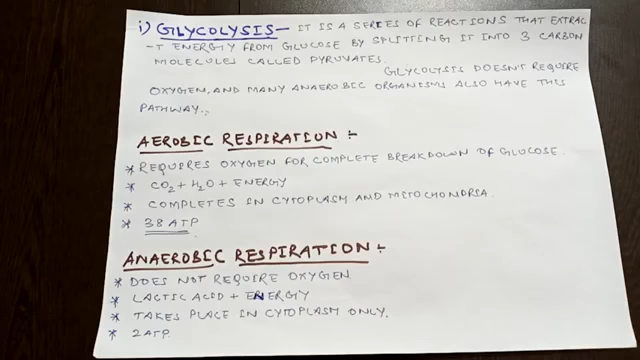 i) GLYCOLYSIS - IT IS A SERIES OF REACTIONS THAT EXTRAC
-T ENERGIY FROM GLUCOSE BY SPLITTING IT INTO 3 CARBON
MOLECULES CALLED PYRUVATES.
GLYCOLYSIS DOESN'T REQUIRE
OXYGEN, AND MANY ANAEROBIC ORGANISMS ALSO HAVE THIS
PATHWAY..
AEROBIC RESPIRATION :-
* REQUIRES OXYGEN FOR COMPLETE BREAKDOWN OF GLUCOSE.
* CO2 + H2O + ENERGIY
* COMPLETES IN CYTOPLASM AND MITOCHONDRIA.
* 38 ATP
ANAEROBIC RESPIRATION :-
* DOES NOT REQUIRE OXYGEN
* LACTIC ACID + ENERGIY
* TAKES PLACE IN CYTOPLASM ONLY.
* 2 ATP.